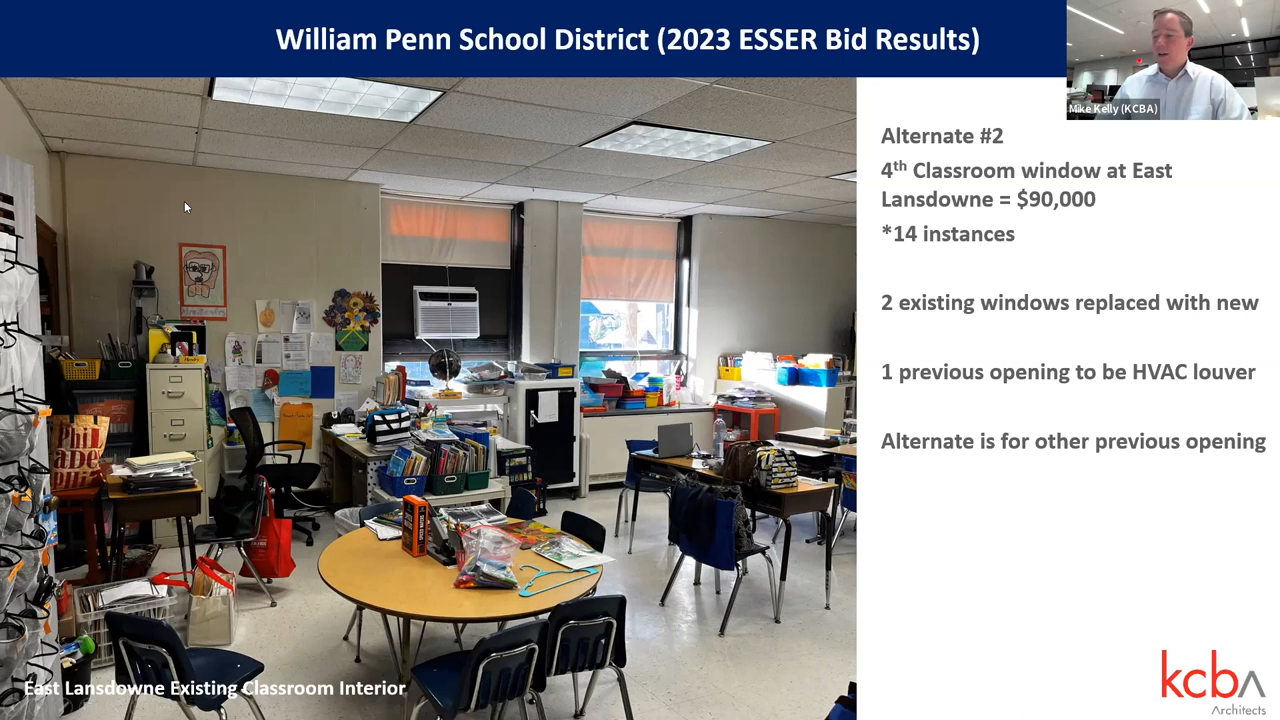 William Penn School District (2023 ESSER Bid Results)
Mike Kelly (KCBA)
Alternate #2
4th Classroom window at East
Lansdowne = $90,000
*14 instances
2 existing windows replaced with new
1 previous opening to be HVAC louver
Alternate is for other previous opening
East Lansdowne Existing Classroom Interior
kcba
Architects